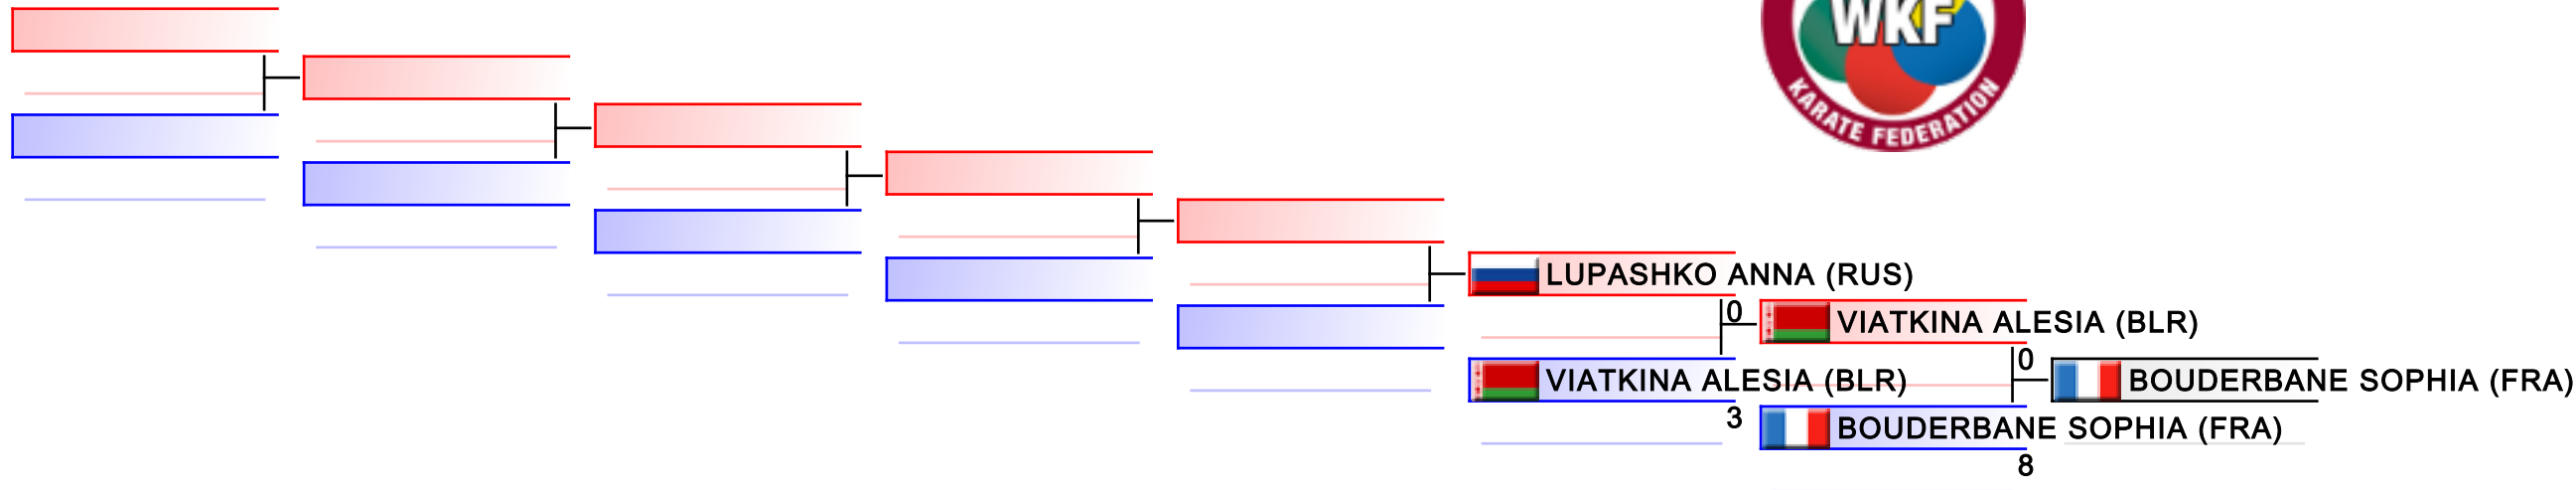 WKF
KARATE FEDERATION
LUPASHKO ANNA (RUS)
0
VIATKINA ALESIA (BLR)
VIATKINA ALESIA (BLR)
3
0
BOUDERBANE SOPHIA (FRA)
BOUDERBANE SOPHIA (FRA)
8